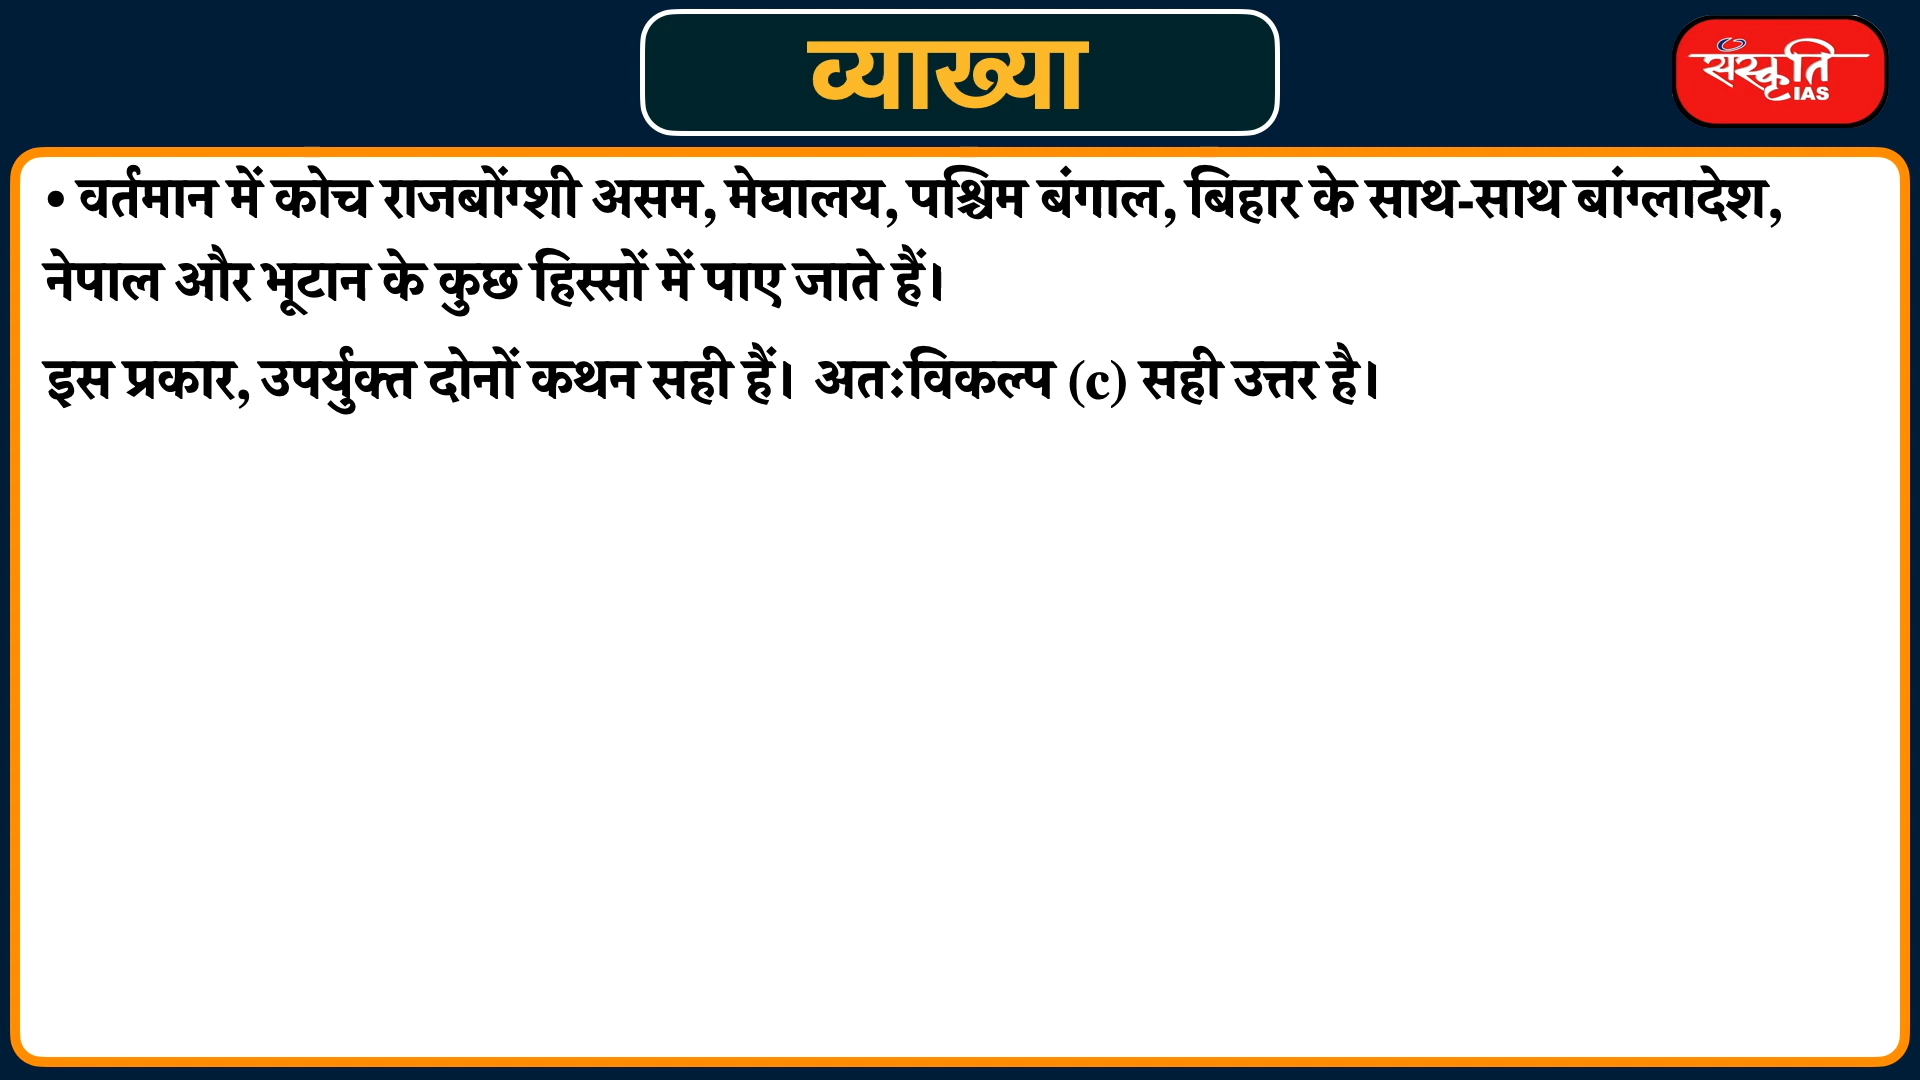 व्याख्या
संस्कृति
IAS
• वर्तमान में कोच राजबोंग्शी असम, मेघालय, पश्चिम बंगाल, बिहार के साथ-साथ बांग्लादेश,
नेपाल और भूटान के कुछ हिस्सों में पाए जाते हैं।
इस प्रकार, उपर्युक्त दोनों कथन सही हैं। अतःविकल्प (c) सही उत्तर है।